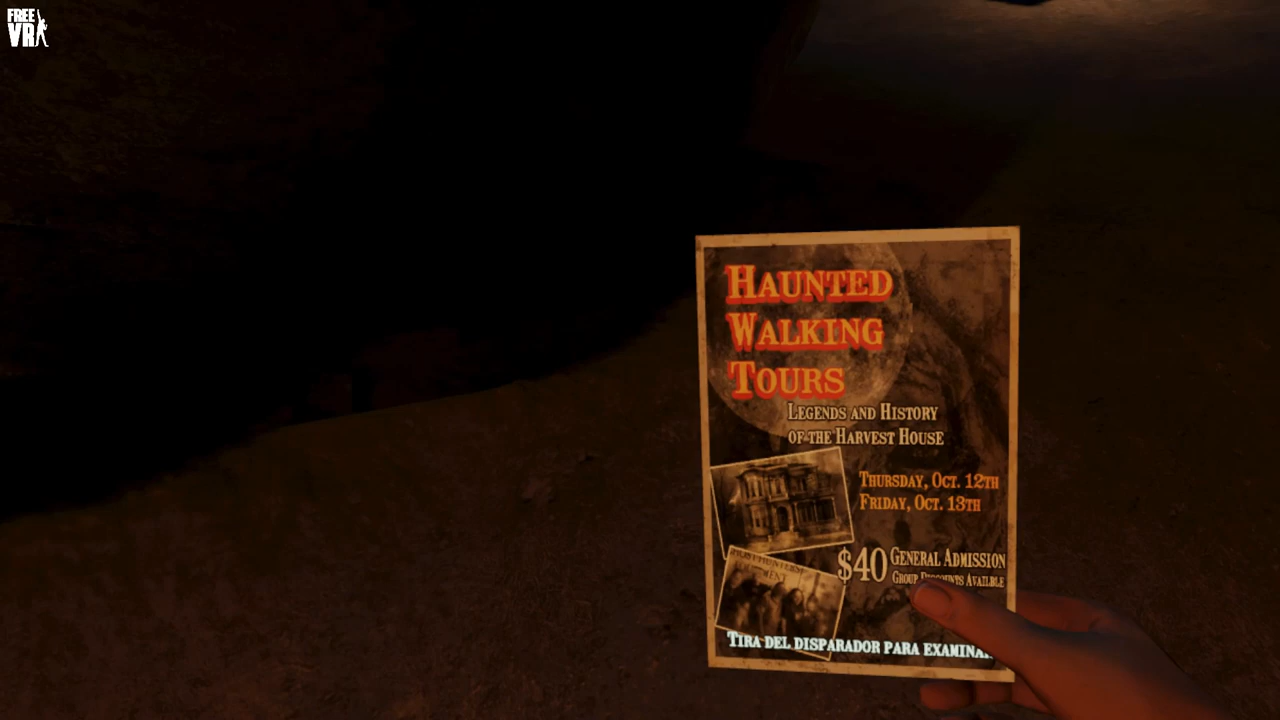 FREE
VR
HAUNTED
WALKING
TOURS
LEGENDS AND HISTORY
OF THE HARVEST HOUSE
THURSDAY, OCT. 12TH
FRIDAY, OCT. 13TH
$40 GENERAL ADMISSION
GROUP DISCOUNTS AVAILBLE
TIRA DEL DISPARADOR PARA EXAMINAR